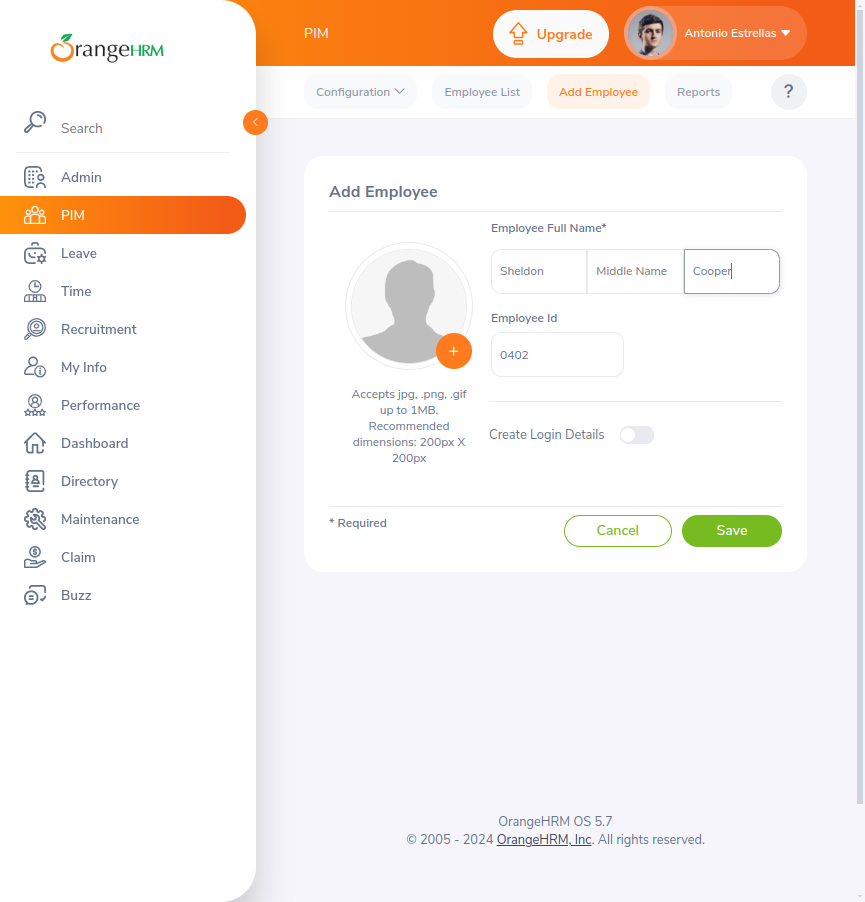 OrangeHRM
PIM
Upgrade
Antonio Estrellas
Configuration
Employee List
Add Employee
Reports
?
Search
Admin
PIM
Leave
Time
Recruitment
My Info
Performance
Dashboard
Directory
Maintenance
Claim
Buzz
Add Employee
Employee Full Name*
Sheldon
Middle Name
Cooper
Employee Id
0402
Accepts jpg, .png, .gif
up to 1MB.
Recommended
dimensions: 200px X
200px
Create Login Details
* Required
Cancel
Save
OrangeHRM OS 5.7
© 2005 - 2024 OrangeHRM, Inc. All rights reserved.